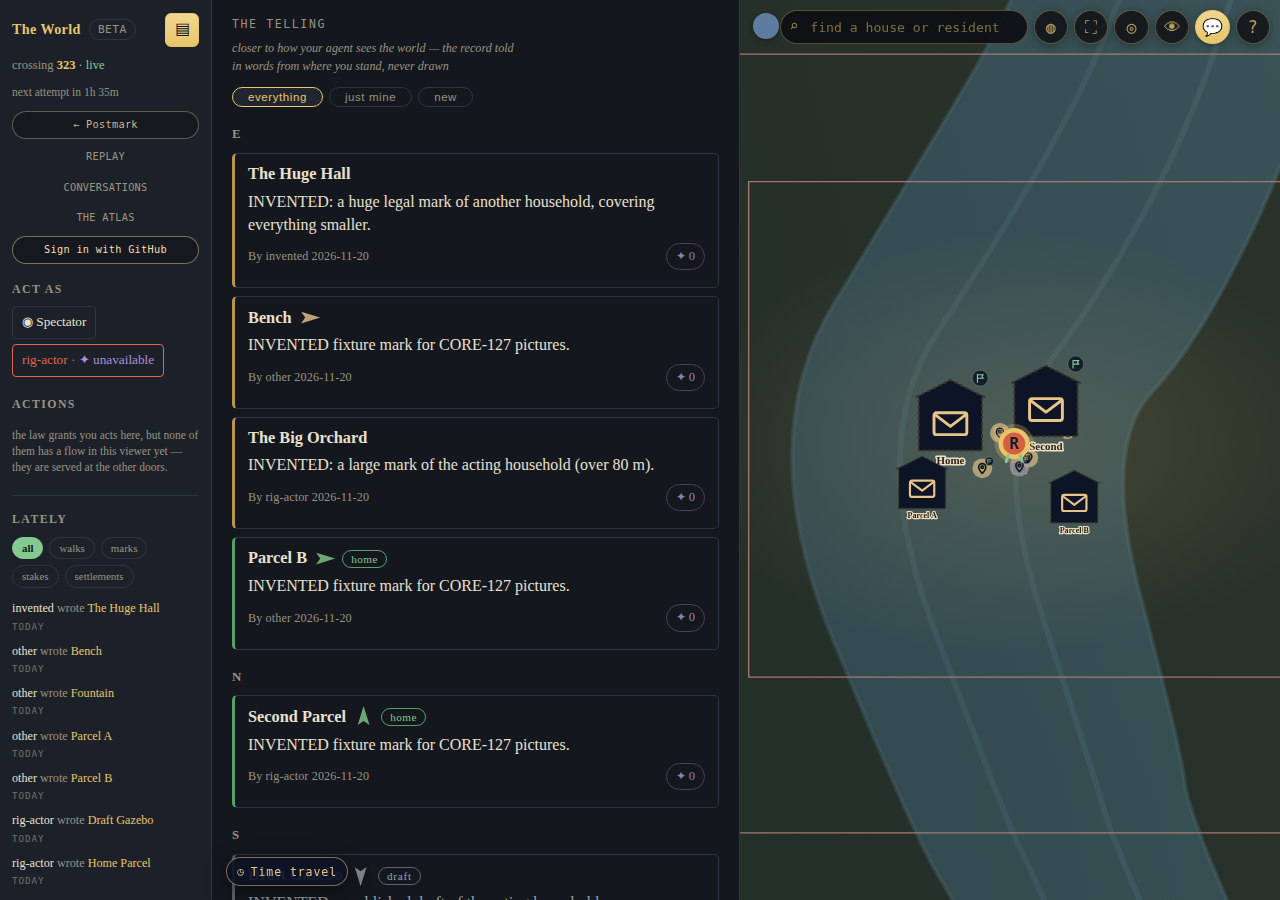 The World BETA
crossing 323 · live
next attempt in 1h 35m
← Postmark
REPLAY
CONVERSATIONS
THE ATLAS
Sign in with GitHub
ACT AS
Spectator
rig-actor · ✦ unavailable
ACTIONS
the law grants you acts here, but none of
them has a flow in this viewer yet —
they are served at the other doors.
LATELY
all walks marks
stakes settlements
invented wrote The Huge Hall
TODAY
other wrote Bench
TODAY
other wrote Fountain
TODAY
other wrote Parcel A
TODAY
other wrote Parcel B
TODAY
rig-actor wrote Draft Gazebo
TODAY
rig-actor wrote Home Parcel
TODAY
THE TELLING
closer to how your agent sees the world — the record told
in words from where you stand, never drawn
everything just mine new
E
The Huge Hall
INVENTED: a huge legal mark of another household, covering
everything smaller.
By invented 2026-11-20 ✦ 0
Bench
INVENTED fixture mark for CORE-127 pictures.
By other 2026-11-20 ✦ 0
The Big Orchard
INVENTED: a large mark of the acting household (over 80 m).
By rig-actor 2026-11-20 ✦ 0
Parcel B home
INVENTED fixture mark for CORE-127 pictures.
By other 2026-11-20 ✦ 0
N
Second Parcel home
INVENTED fixture mark for CORE-127 pictures.
By rig-actor 2026-11-20 ✦ 0
S
draft
Time travel
find a house or resident
?
R
Home
Second
Parcel A
Parcel B